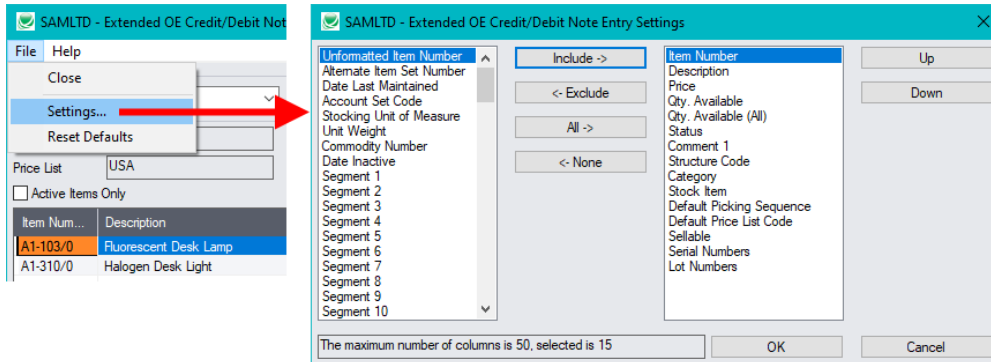 SAMLTD - Extended OE Credit/Debit Not
File Help
Close
Settings...
Reset Defaults
Price List USA
Active Items Only
Item Num... Description
A1-103/0 Fluorescent Desk Lamp
A1-310/0 Halogen Desk Light
SAMLTD - Extended OE Credit/Debit Note Entry Settings
Unformatted Item Number
Alternate Item Set Number
Date Last Maintained
Account Set Code
Stocking Unit of Measure
Unit Weight
Commodity Number
Date Inactive
Segment 1
Segment 2
Segment 3
Segment 4
Segment 5
Segment 6
Segment 7
Segment 8
Segment 9
Segment 10
Include ->
<- Exclude
All ->
<- None
Item Number
Description
Price
Qty. Available
Qty. Available (All)
Status
Comment 1
Structure Code
Category
Stock Item
Default Picking Sequence
Default Price List Code
Sellable
Serial Numbers
Lot Numbers
Up
Down
The maximum number of columns is 50, selected is 15
OK
Cancel